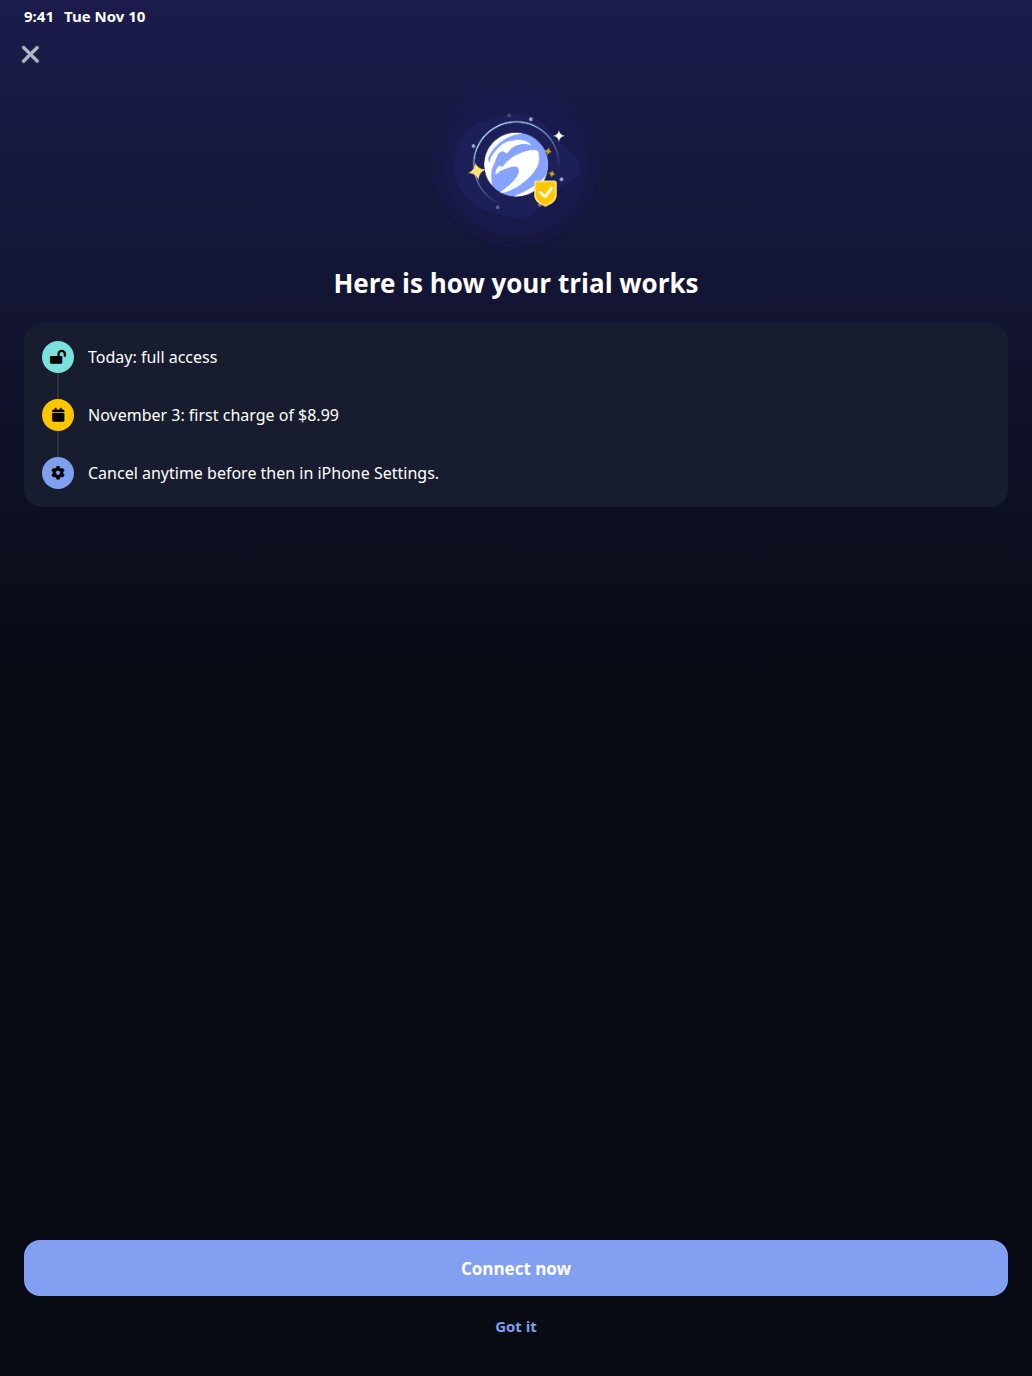 9:41 Tue Nov 10
Here is how your trial works
Today: full access
November 3: first charge of $8.99
Cancel anytime before then in iPhone Settings.
Connect now
Got it